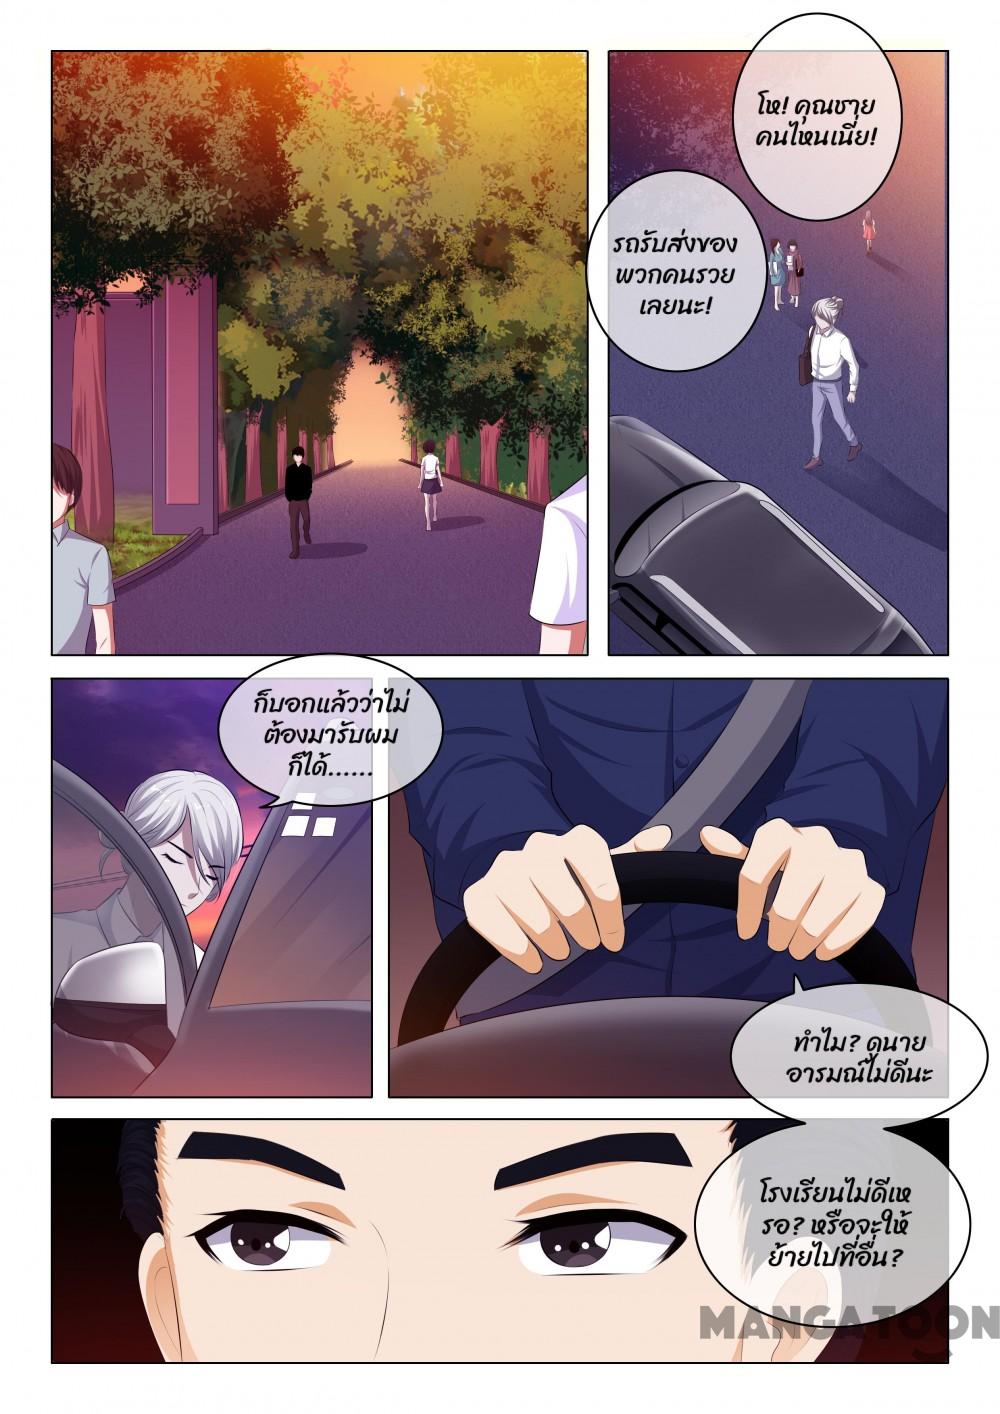 โห! คุณชาย
คนไหนเนี่ย!
รถรับส่งของ
พวกคนรวย
เลยนะ!
ก็บอกแล้วว่าไม่
ต้องมารับผม
ก็ได้......
ทำไม? ดูนาย
อารมณ์ไม่ดีนะ
โรงเรียนไม่ดีเห
รอ? หรือจะให้
ย้ายไปที่อื่น?
MANGATOON